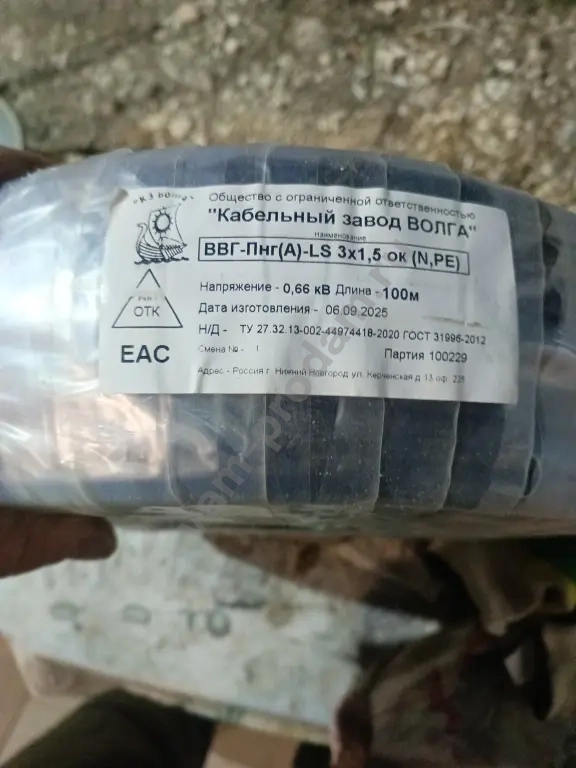 "КЗ Волга"
Общество с ограниченной ответственностью
"Кабельный завод ВОЛГА"
наименование
ВВГ-Пнг(А)-LS 3х1,5 ок (N,PE)
Напряжение - 0,66 кВ Длина - 100м
Дата изготовления - 06.09.2025
ОТК
Н/Д - ТУ 27.32.13-002-44974418-2020 ГОСТ 31996-2012
EAC
Смена № - 1
Партия 100229
Адрес - Россия г. Нижний Новгород ул. Керченская д. 13 оф. 226